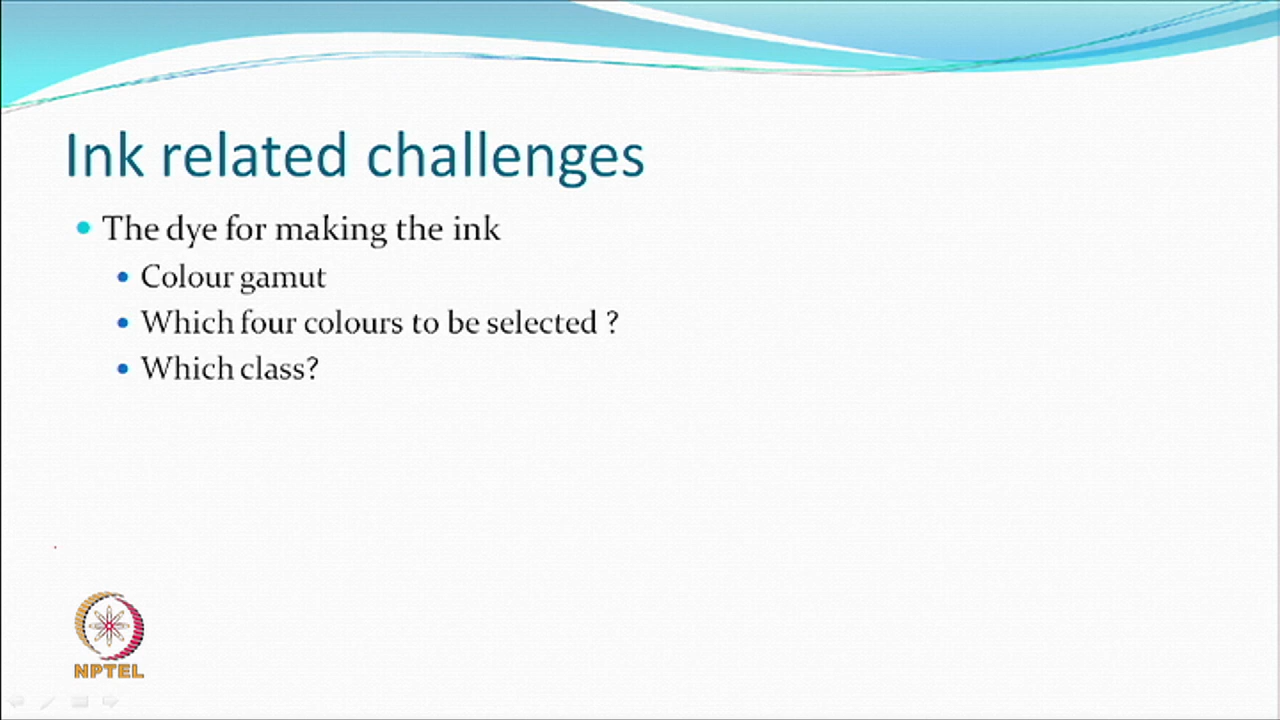 Ink related challenges
The dye for making the ink
Colour gamut
Which four colours to be selected ?
Which class?
NPTEL